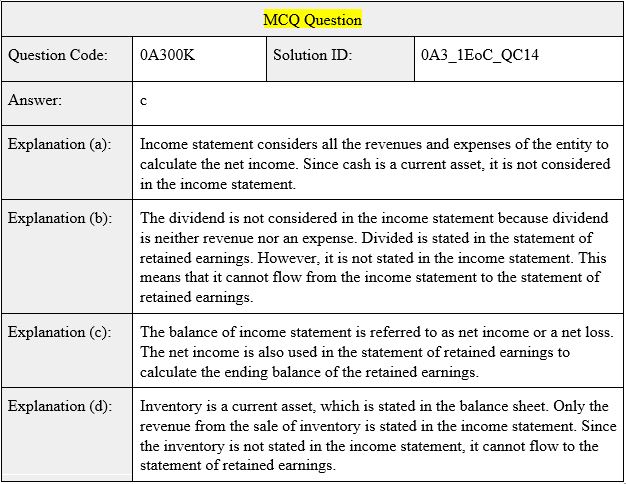 MCQ Question
Question Code: 0A300K Solution ID: 0A3_1EoC_QC14
Answer: c
Explanation (a): Income statement considers all the revenues and expenses of the entity to
calculate the net income. Since cash is a current asset, it is not considered
in the income statement.
Explanation (b): The dividend is not considered in the income statement because dividend
is neither revenue nor an expense. Divided is stated in the statement of
retained earnings. However, it is not stated in the income statement. This
means that it cannot flow from the income statement to the statement of
retained earnings.
Explanation (c): The balance of income statement is referred to as net income or a net loss.
The net income is also used in the statement of retained earnings to
calculate the ending balance of the retained earnings.
Explanation (d): Inventory is a current asset, which is stated in the balance sheet. Only the
revenue from the sale of inventory is stated in the income statement. Since
the inventory is not stated in the income statement, it cannot flow to the
statement of retained earnings.